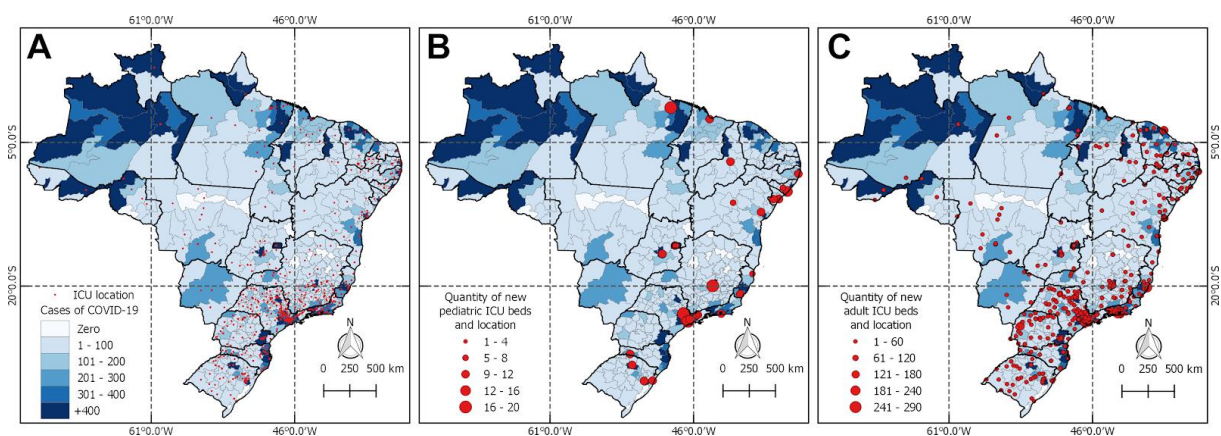 61°0.0'W 46°0.0'W 61°0.0'W 46°0.0'W 61°0.0'W 46°0.0'W
A B C
5°0.0'S 5°0.0'S
20°0.0'S 20°0.0'S
ICU location
Cases of COVID-19
Zero
1 - 100
101 - 200
201 - 300
301 - 400
+400
N
0 250 500 km
Quantity of new
pediatric ICU beds
and location
1 - 4
5 - 8
9 - 12
12 - 16
16 - 20
N
0 250 500 km
Quantity of new
adult ICU beds
and location
1 - 60
61 - 120
121 - 180
181 - 240
241 - 290
N
0 250 500 km
61°0.0'W 46°0.0'W 61°0.0'W 46°0.0'W 61°0.0'W 46°0.0'W